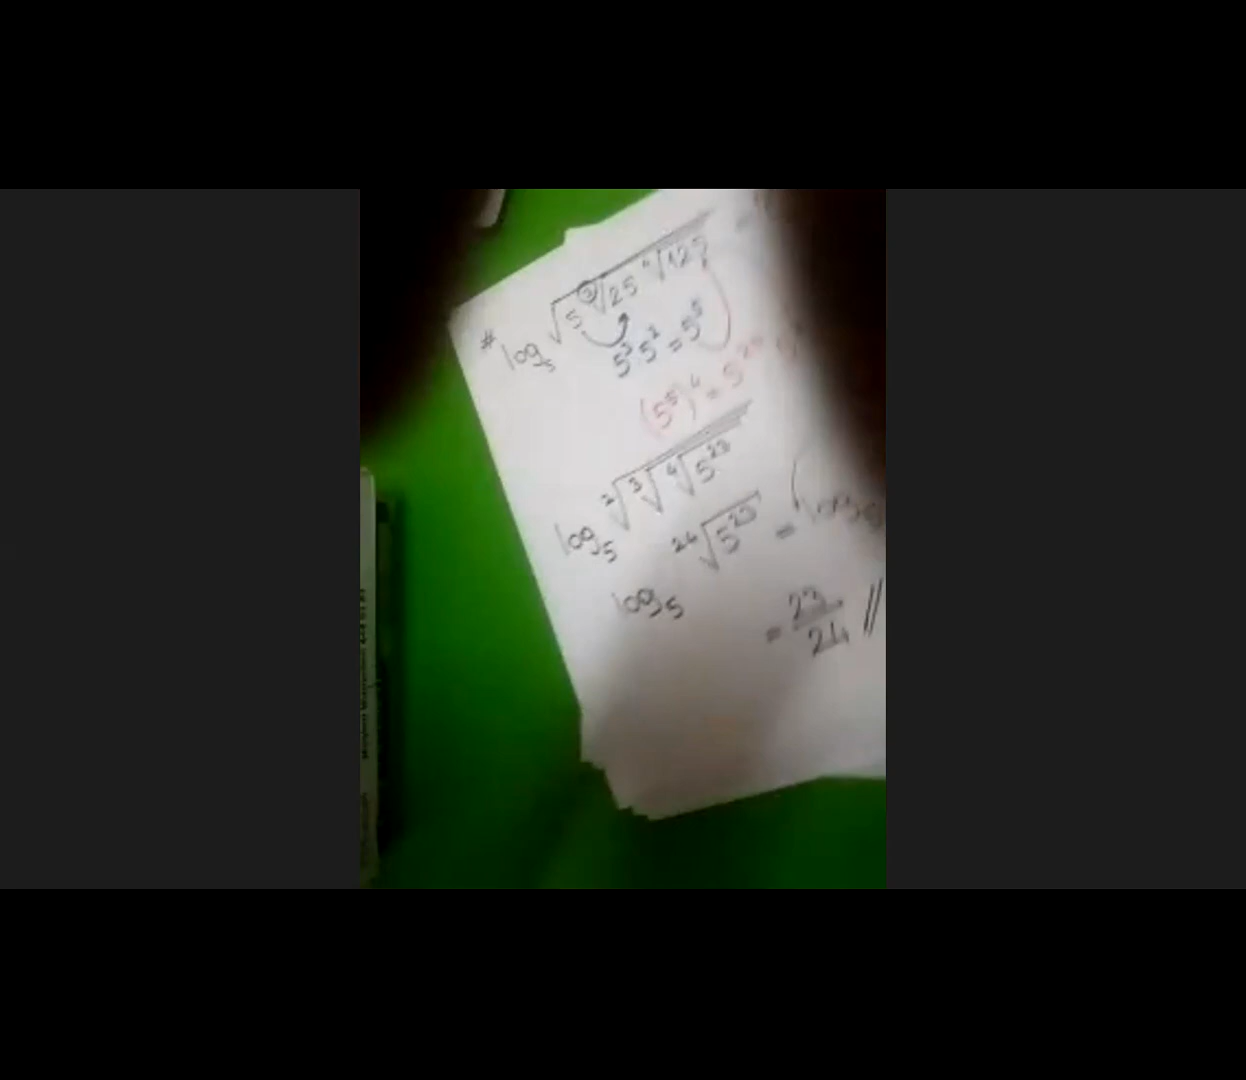 # log₅ √5 ³√25 ⁴√125
5³·5² = 5⁵
(5⁵)⁴ = 5²⁰
log₅ ²√ ³√ ⁴√5²³
log₅ ²⁴√5²³ =
= 23/24 //